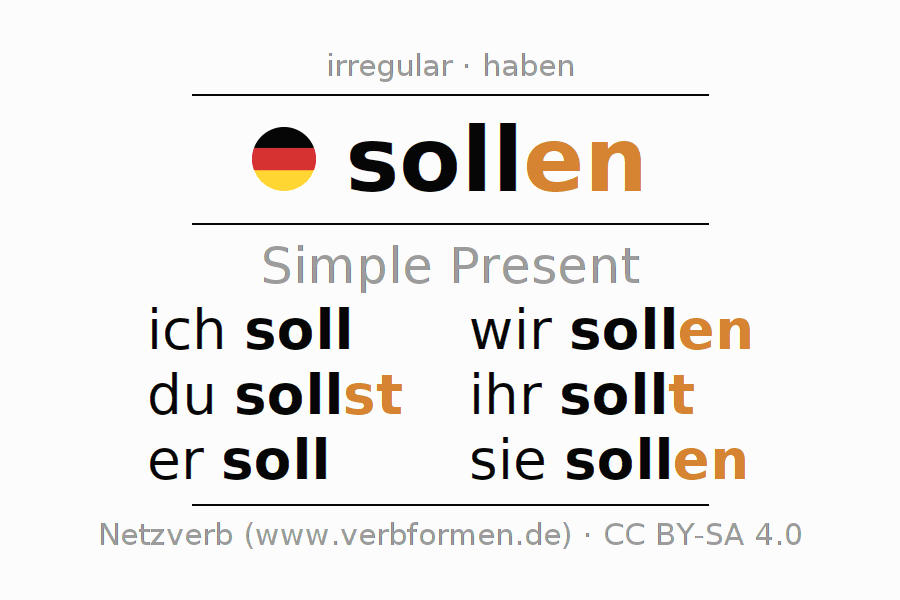 irregular · haben
sollen
Simple Present
ich soll wir sollen
du sollst ihr sollt
er soll sie sollen
Netzverb (www.verbformen.de) · CC BY-SA 4.0